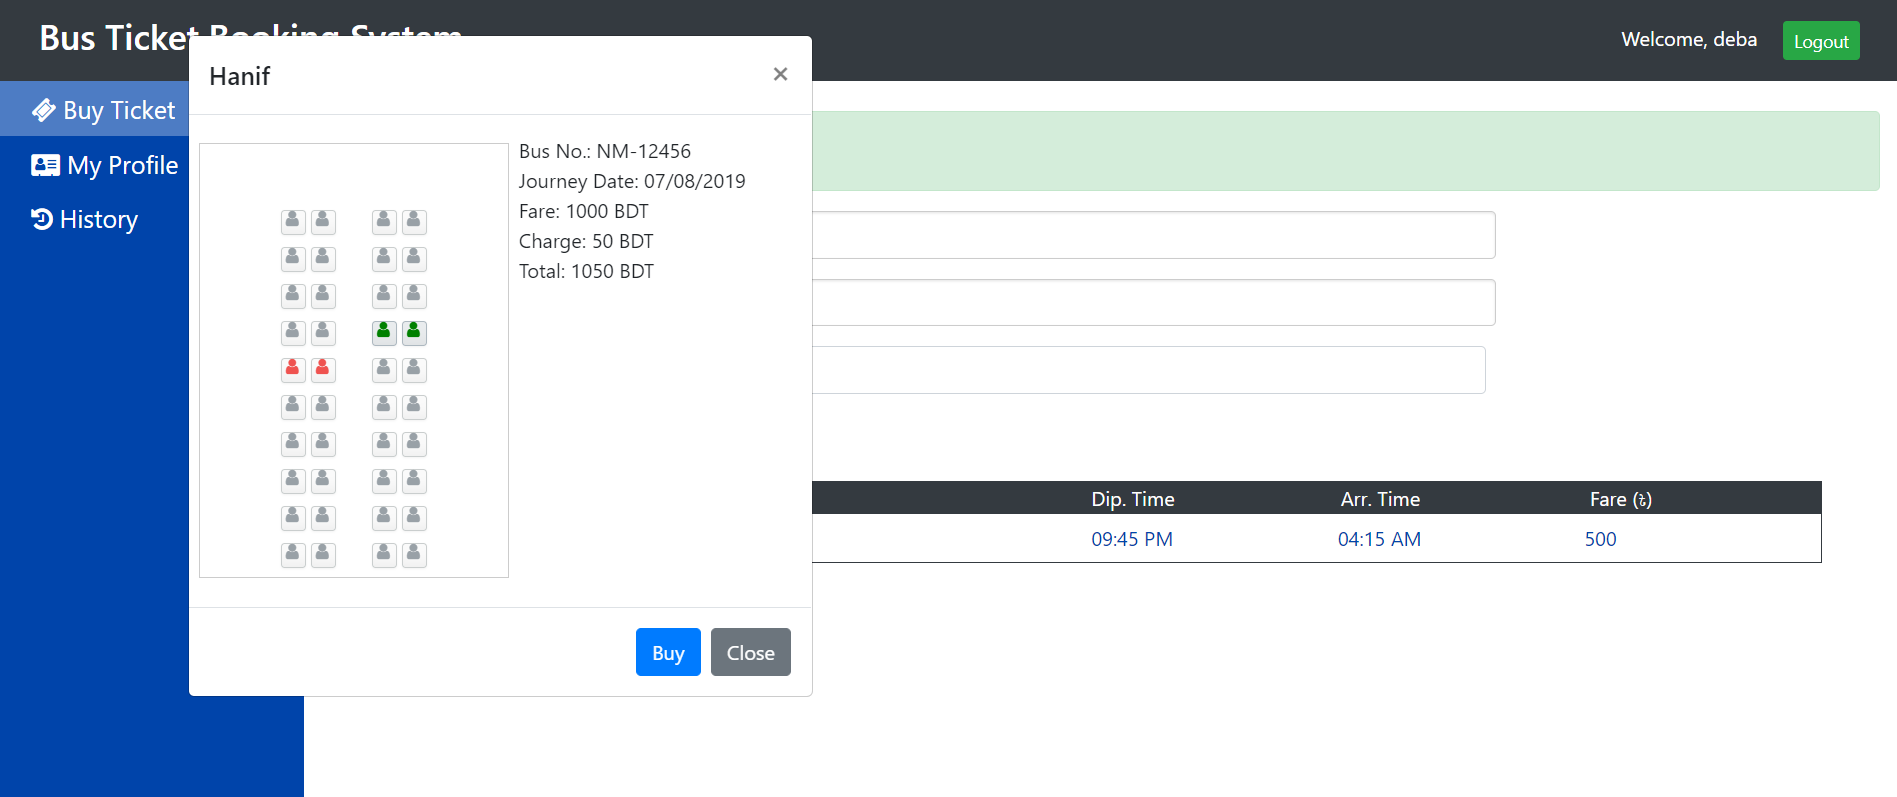 Bus Ticket Booking System
Welcome, deba
Logout
Buy Ticket
My Profile
History
Hanif
×
Bus No.: NM-12456
Journey Date: 07/08/2019
Fare: 1000 BDT
Charge: 50 BDT
Total: 1050 BDT
Buy
Close
Dip. Time Arr. Time Fare (৳)
09:45 PM 04:15 AM 500